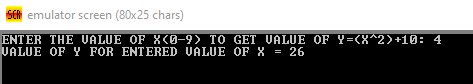 SCR emulator screen (80x25 chars)
ENTER THE VALUE OF X(0-9) TO GET VALUE OF Y=(X^2)+10: 4
VALUE OF Y FOR ENTERED VALUE OF X = 26